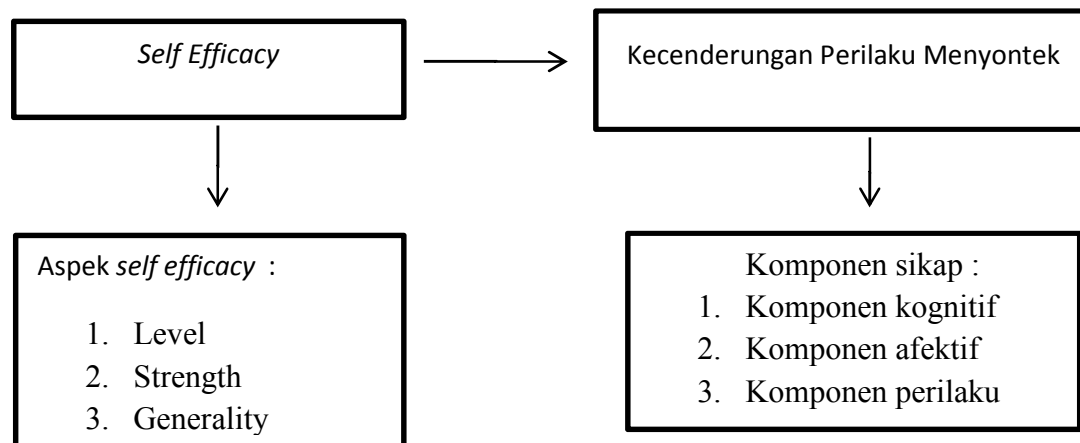 Self Efficacy
Kecenderungan Perilaku Menyontek
Aspek self efficacy :
1. Level
2. Strength
3. Generality
Komponen sikap :
1. Komponen kognitif
2. Komponen afektif
3. Komponen perilaku